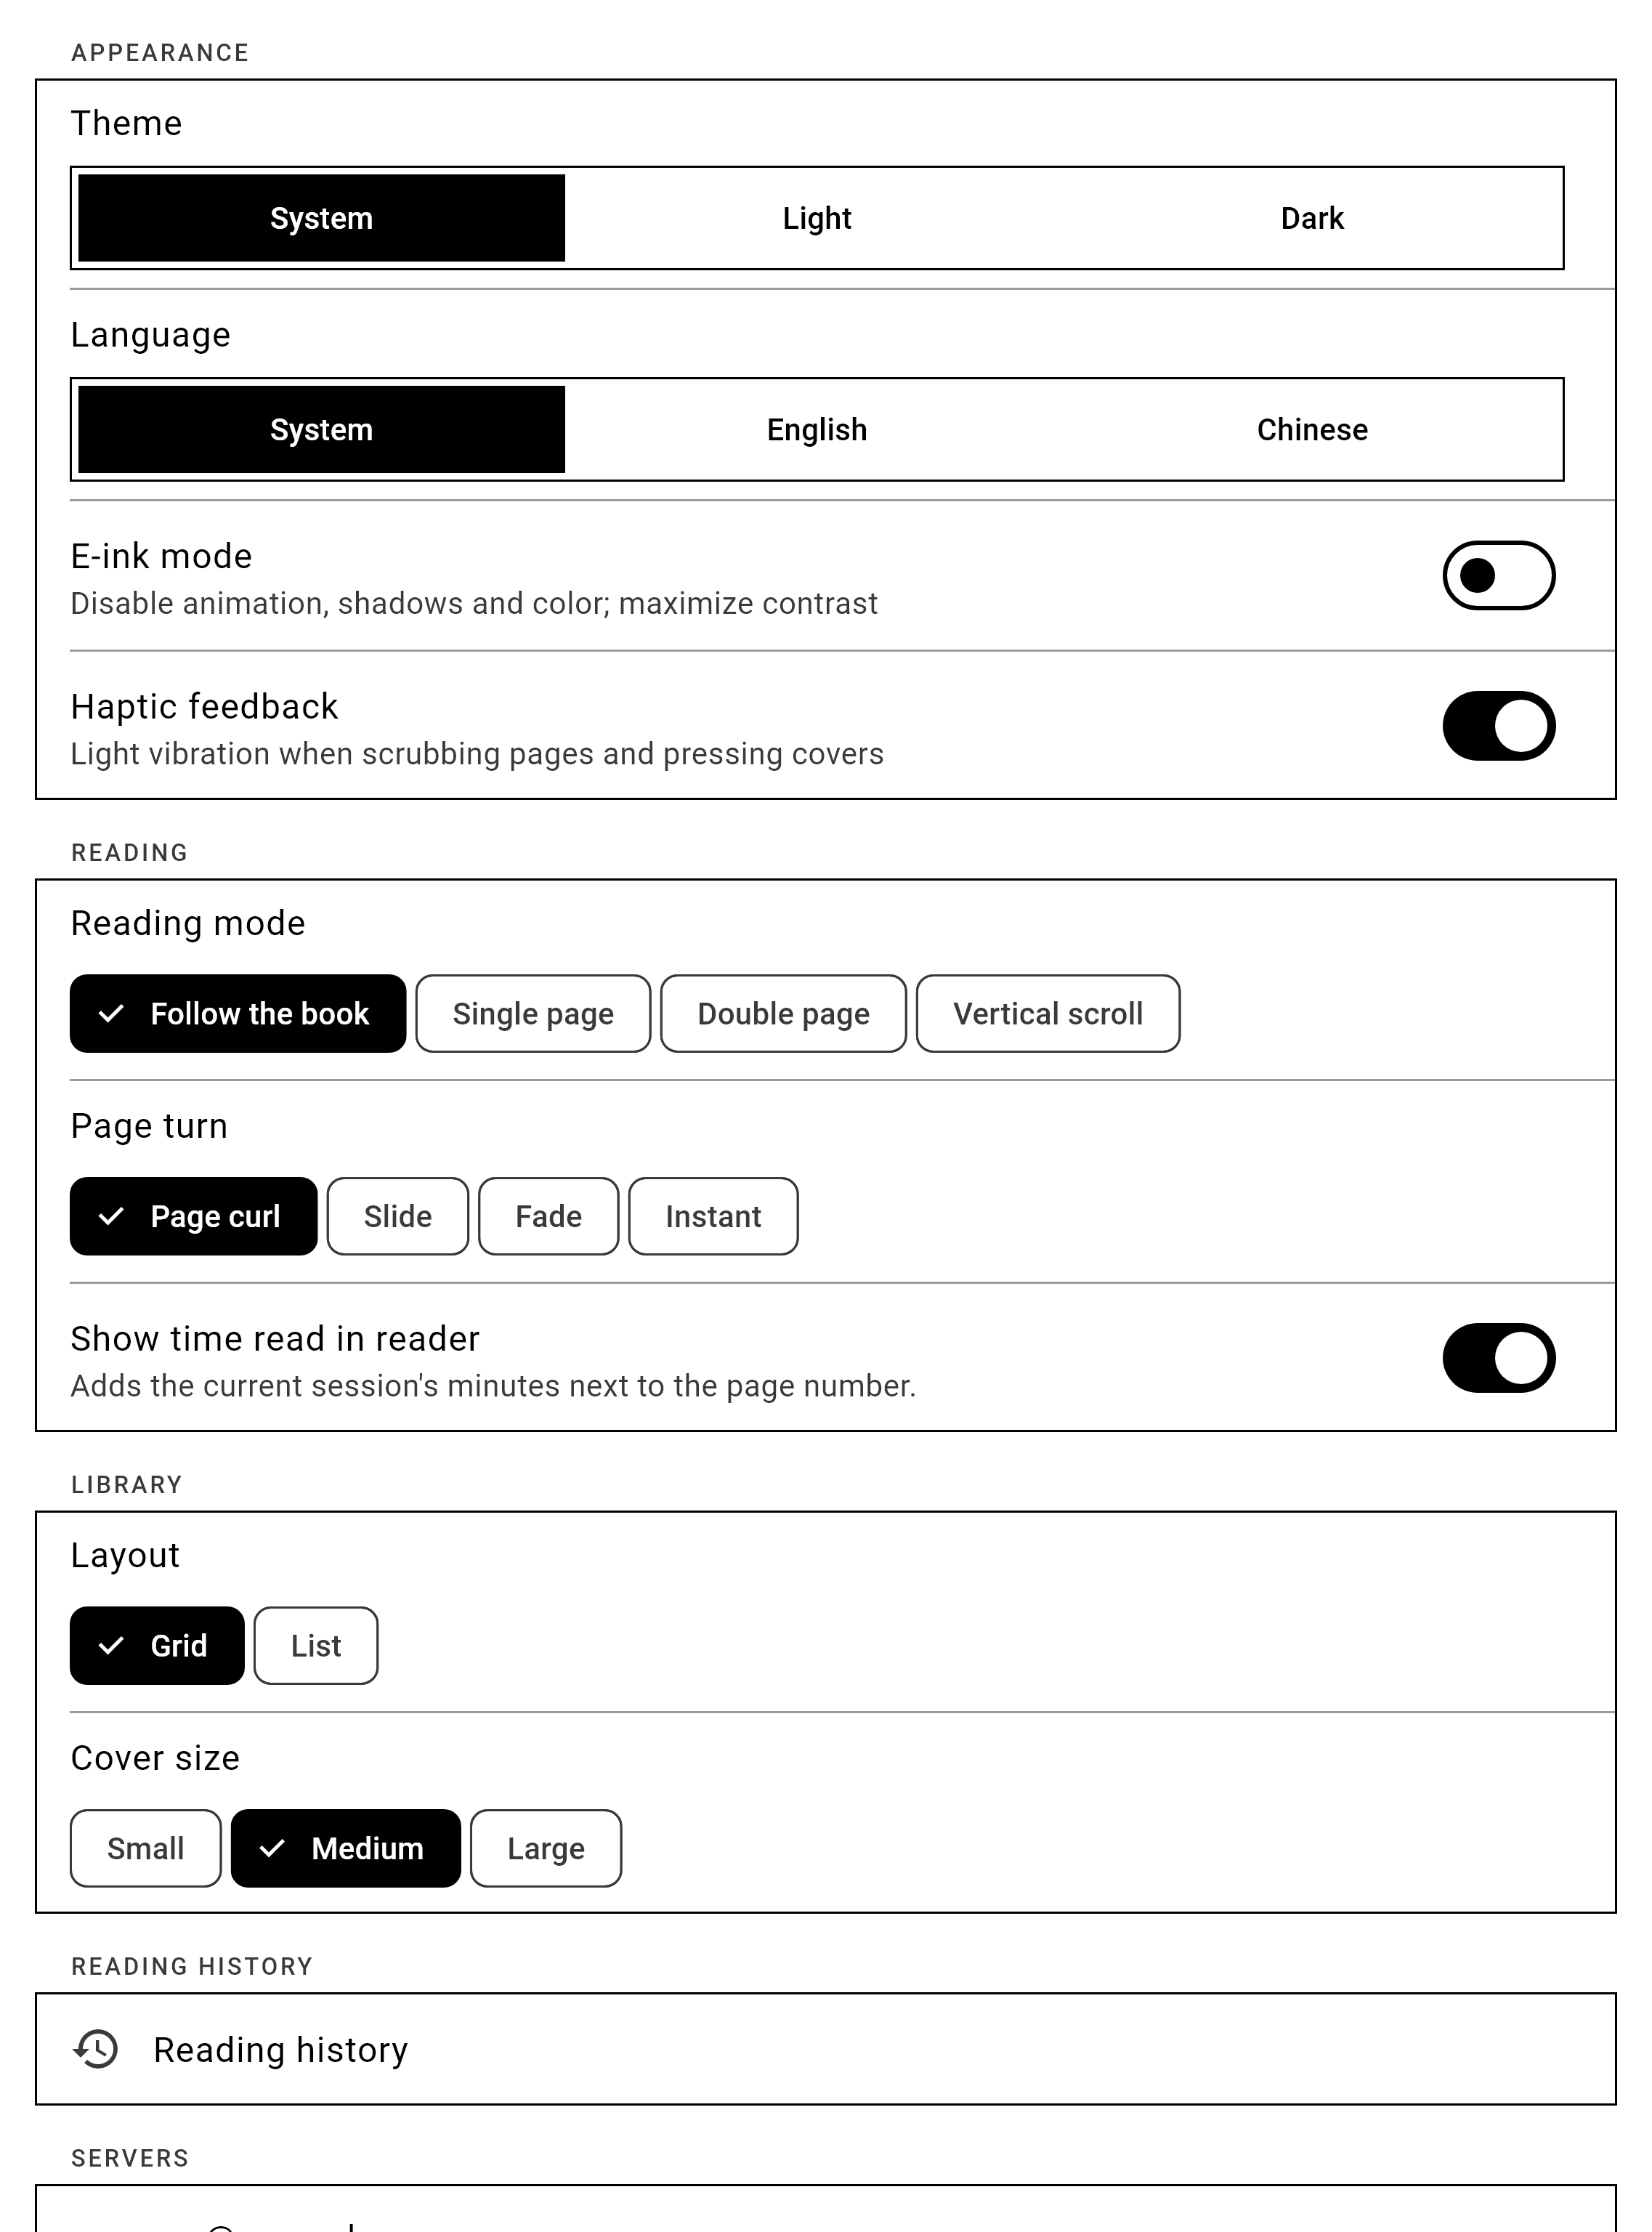 APPEARANCE
Theme
System Light Dark
Language
System English Chinese
E-ink mode
Disable animation, shadows and color; maximize contrast
Haptic feedback
Light vibration when scrubbing pages and pressing covers
READING
Reading mode
Follow the book Single page Double page Vertical scroll
Page turn
Page curl Slide Fade Instant
Show time read in reader
Adds the current session's minutes next to the page number.
LIBRARY
Layout
Grid List
Cover size
Small Medium Large
READING HISTORY
Reading history
SERVERS